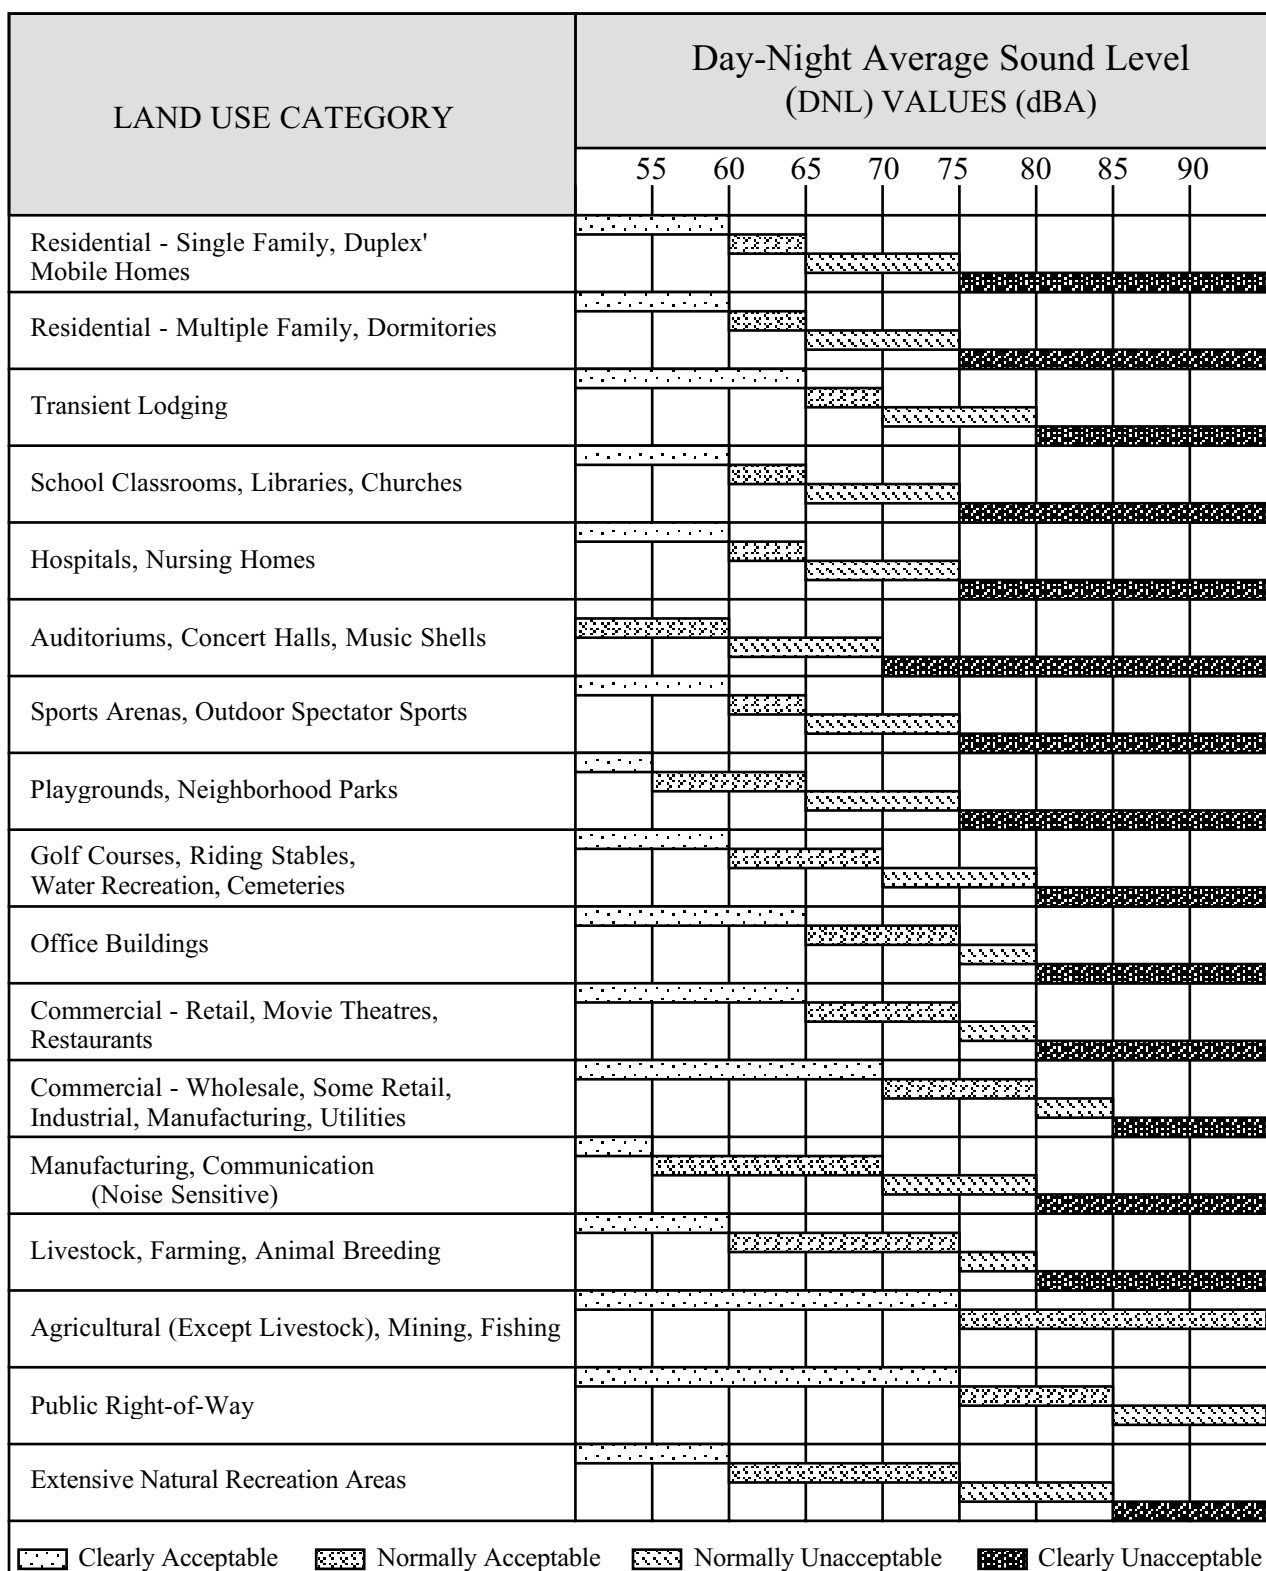 LAND USE CATEGORY
Day-Night Average Sound Level
(DNL) VALUES (dBA)
55 60 65 70 75 80 85 90
Residential - Single Family, Duplex'
Mobile Homes
Residential - Multiple Family, Dormitories
Transient Lodging
School Classrooms, Libraries, Churches
Hospitals, Nursing Homes
Auditoriums, Concert Halls, Music Shells
Sports Arenas, Outdoor Spectator Sports
Playgrounds, Neighborhood Parks
Golf Courses, Riding Stables,
Water Recreation, Cemeteries
Office Buildings
Commercial - Retail, Movie Theatres,
Restaurants
Commercial - Wholesale, Some Retail,
Industrial, Manufacturing, Utilities
Manufacturing, Communication
(Noise Sensitive)
Livestock, Farming, Animal Breeding
Agricultural (Except Livestock), Mining, Fishing
Public Right-of-Way
Extensive Natural Recreation Areas
Clearly Acceptable Normally Acceptable Normally Unacceptable Clearly Unacceptable